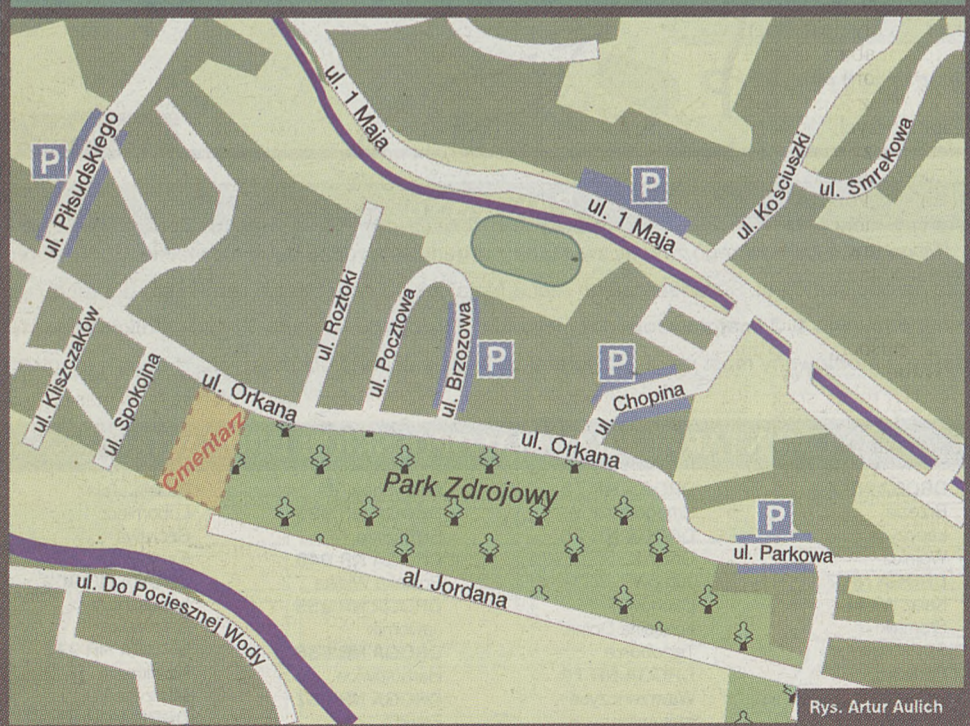 ul. 1 Maja
P
ul. Piłsudskiego
P
ul. Kościuszki
ul. Smrekowa
ul. 1 Maja
ul. Roztoki
ul. Pocztowa
ul. Brzozowa
P
P
ul. Chopina
ul. Kliszczaków
ul. Spokolna
ul. Orkana
Cmentarz
ul. Orkana
Park Zdrojowy
P
ul. Parkowa
al. Jordana
ul. Do Pociesznej Wody
Rys. Artur Aulich